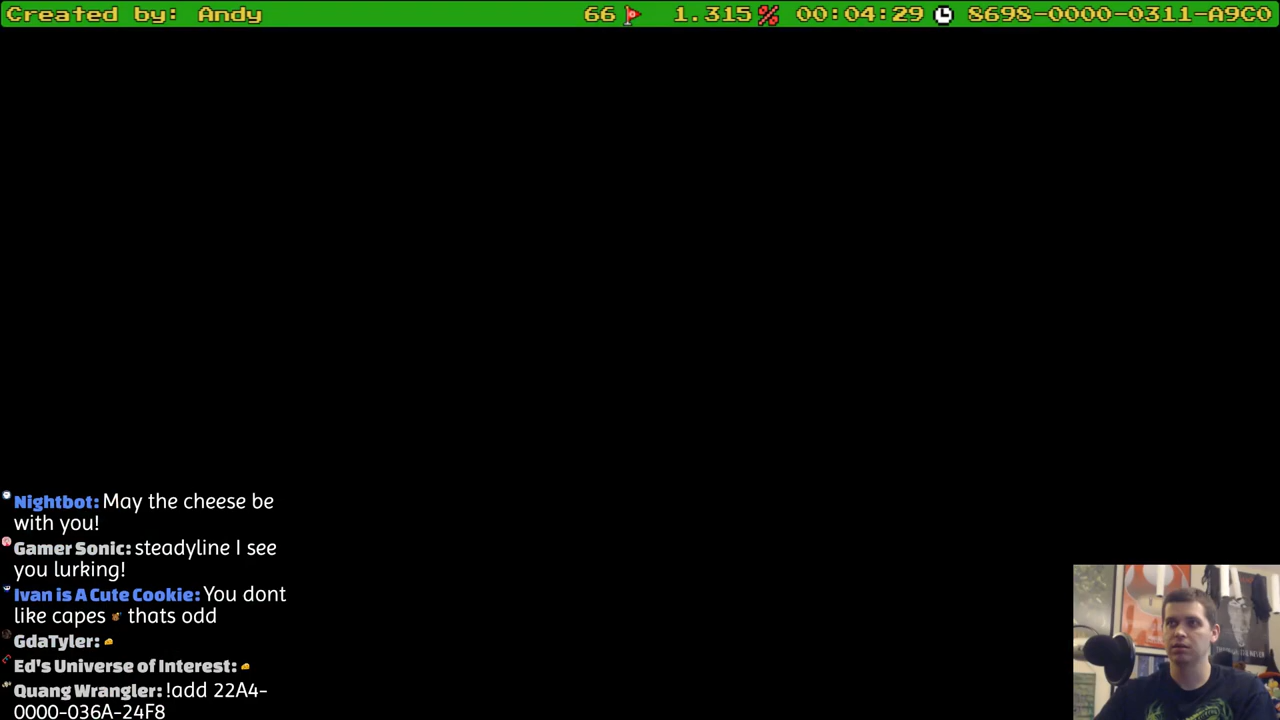 Created by: Andy 66 1.315% 00:04:29 8698-0000-0311-A9C0
Nightbot: May the cheese be
with you!
Gamer Sonic: steadyline I see
you lurking!
Ivan is A Cute Cookie: You dont
like capes thats odd
GdaTyler:
Ed's Universe of Interest:
Quang Wrangler: !add 22A4-
0000-036A-24F8